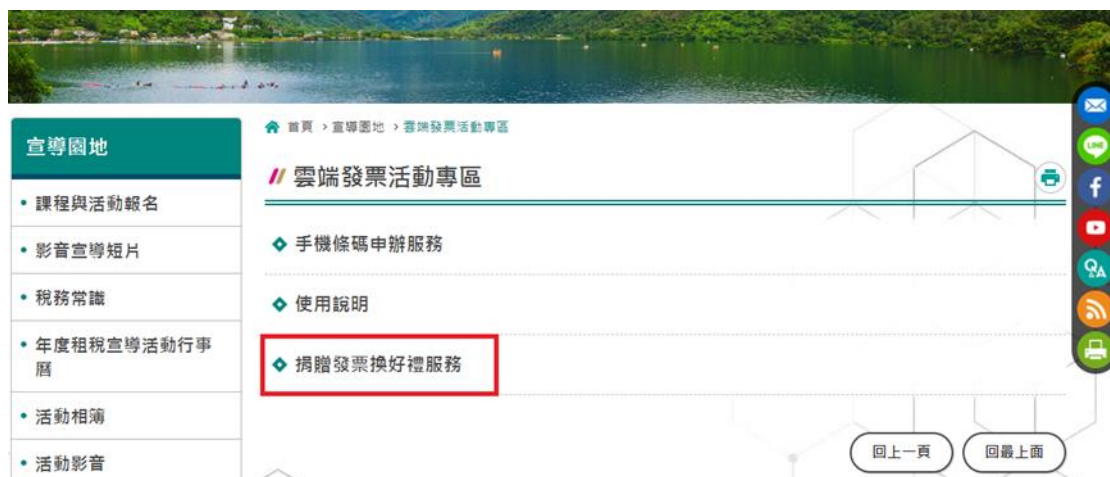 首頁 › 宣導園地 › 雲端發票活動專區
宣導園地
雲端發票活動專區
課程與活動報名
影音宣導短片
稅務常識
年度租稅宣導活動行事
曆
活動相簿
活動影音
手機條碼申辦服務
使用說明
捐贈發票換好禮服務
回上一頁
回最上面
LINE
f
Q&A